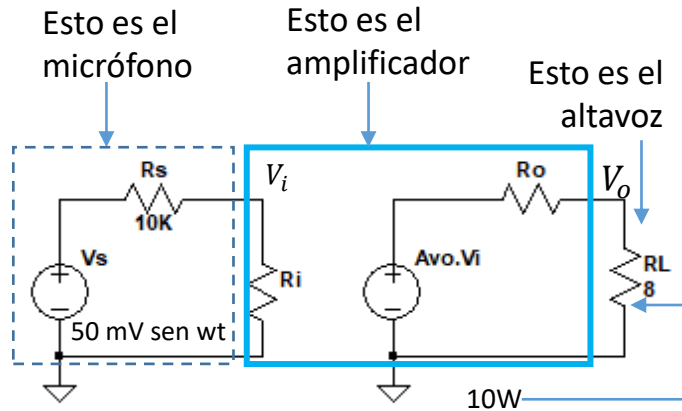 Esto es el
micrófono
Esto es el
amplificador
Esto es el
altavoz
Rs
10K
Vi
Ro
Vo
Vs
Ri
Avo.Vi
RL
8
50 mV sen wt
10W